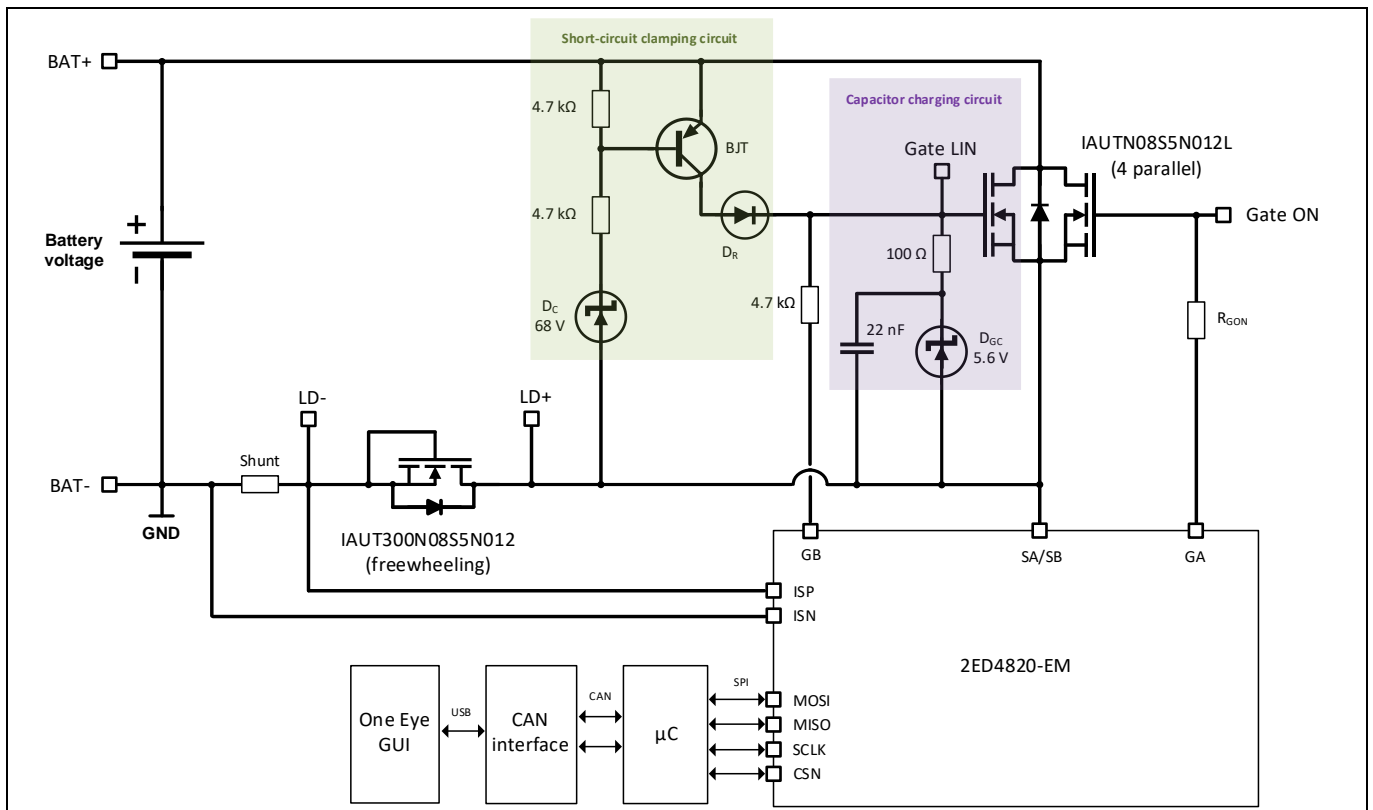 Short-circuit clamping circuit
BAT+
4.7 kΩ
Capacitor charging circuit
IAUTN08S5N012L
(4 parallel)
BJT
Gate LIN
4.7 kΩ
Gate ON
+
Battery
voltage
DR
100 Ω
4.7 kΩ
DC
68 V
22 nF
DGC
5.6 V
RGON
LD-
LD+
Shunt
BAT-
GND
IAUT300N08S5N012
(freewheeling)
GB
SA/SB
GA
ISP
ISN
2ED4820-EM
One Eye
GUI
USB
CAN
interface
CAN
µC
SPI
MOSI
MISO
SCLK
CSN